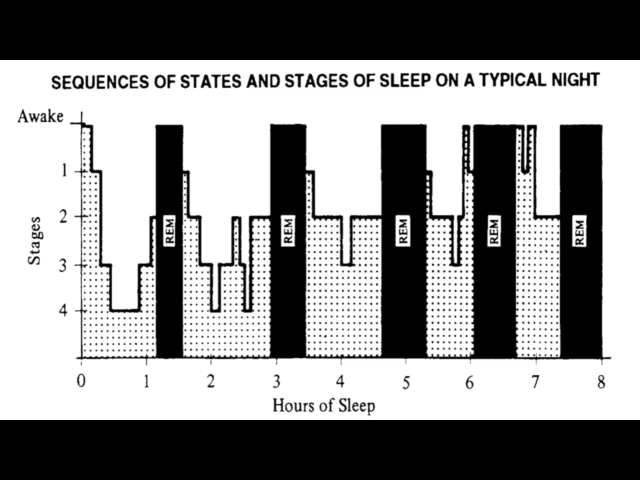 SEQUENCES OF STATES AND STAGES OF SLEEP ON A TYPICAL NIGHT
Awake
1
2
3
4
Stages
REM
REM
REM
REM
REM
0 1 2 3 4 5 6 7 8
Hours of Sleep